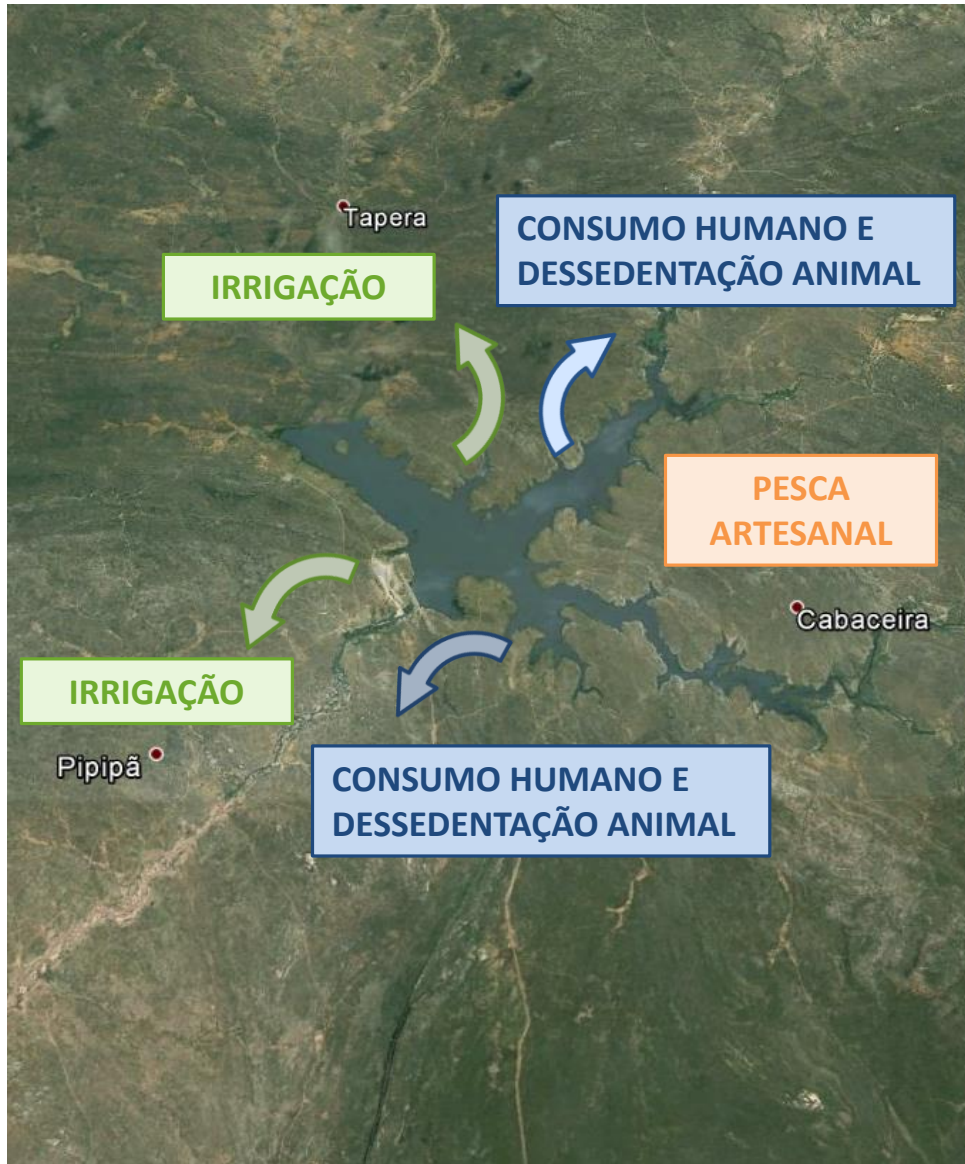 Tapera
CONSUMO HUMANO E
DESSEDENTAÇÃO ANIMAL
IRRIGAÇÃO
PESCA
ARTESANAL
Cabaceira
IRRIGAÇÃO
Pipipã
CONSUMO HUMANO E
DESSEDENTAÇÃO ANIMAL